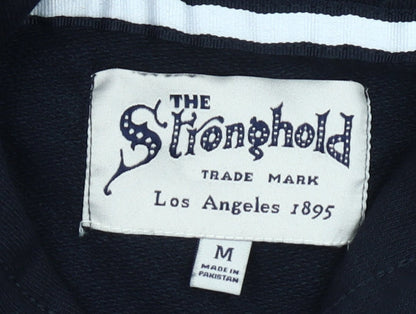 THE
Stronghold
TRADE MARK
Los Angeles 1895
M
MADE IN
PAKISTAN